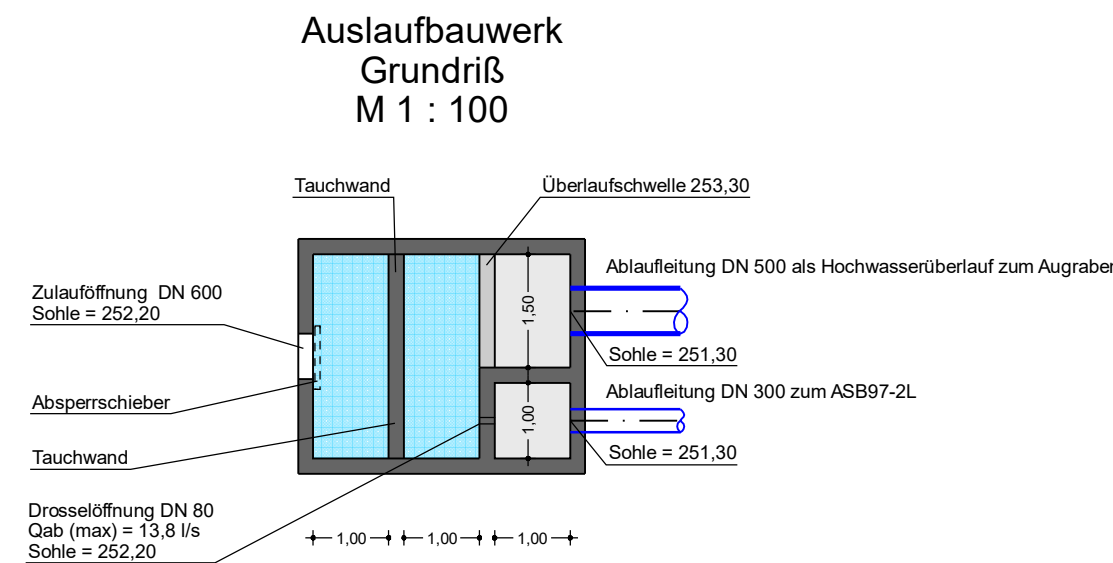 Auslaufbauwerk
Grundriß
M 1 : 100
Tauchwand
Überlaufschwelle 253,30
Ablaufleitung DN 500 als Hochwasserüberlauf zum Augraben
Zulauföffnung DN 600
Sohle = 252,20
1,50
Sohle = 251,30
Ablaufleitung DN 300 zum ASB97-2L
Absperrschieber
1,00
Tauchwand
Sohle = 251,30
Drosselöffnung DN 80
Qab (max) = 13,8 l/s
Sohle = 252,20
1,00 1,00 1,00